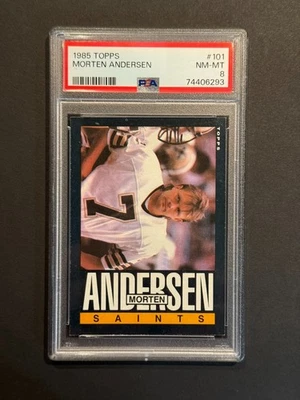 1985 TOPPS #101
MORTEN ANDERSEN NM-MT
PSA 8
74406293
TOPPS
7
ANDERSEN
MORTEN
SAINTS